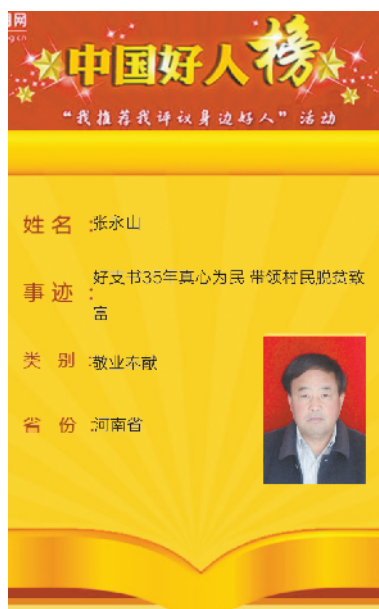 网
中国好人榜
“我推荐我评议身边好人”活动
姓名：张永山
事迹：好支书35年真心为民 带领村民脱贫致
富
类别：敬业奉献
省份：河南省